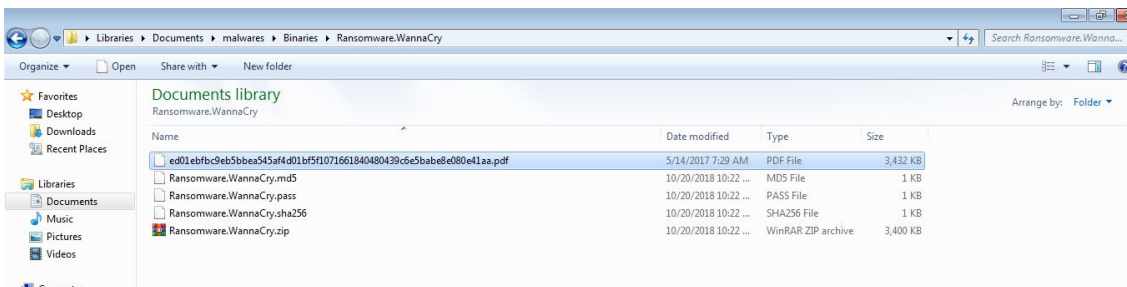 Libraries ▸ Documents ▸ malwares ▸ Binaries ▸ Ransomware.WannaCry
Search Ransomware.Wanna...
Organize
Open
Share with
New folder
Favorites
Desktop
Downloads
Recent Places
Libraries
Documents
Music
Pictures
Videos
Documents library
Ransomware.WannaCry
Arrange by: Folder
Name Date modified Type Size
ed01ebfbc9eb5bbea545af4d01bf5f1071661840480439c6e5babe8e080e41aa.pdf 5/14/2017 7:29 AM PDF File 3,432 KB
Ransomware.WannaCry.md5 10/20/2018 10:22 ... MD5 File 1 KB
Ransomware.WannaCry.pass 10/20/2018 10:22 ... PASS File 1 KB
Ransomware.WannaCry.sha256 10/20/2018 10:22 ... SHA256 File 1 KB
Ransomware.WannaCry.zip 10/20/2018 10:22 ... WinRAR ZIP archive 3,400 KB